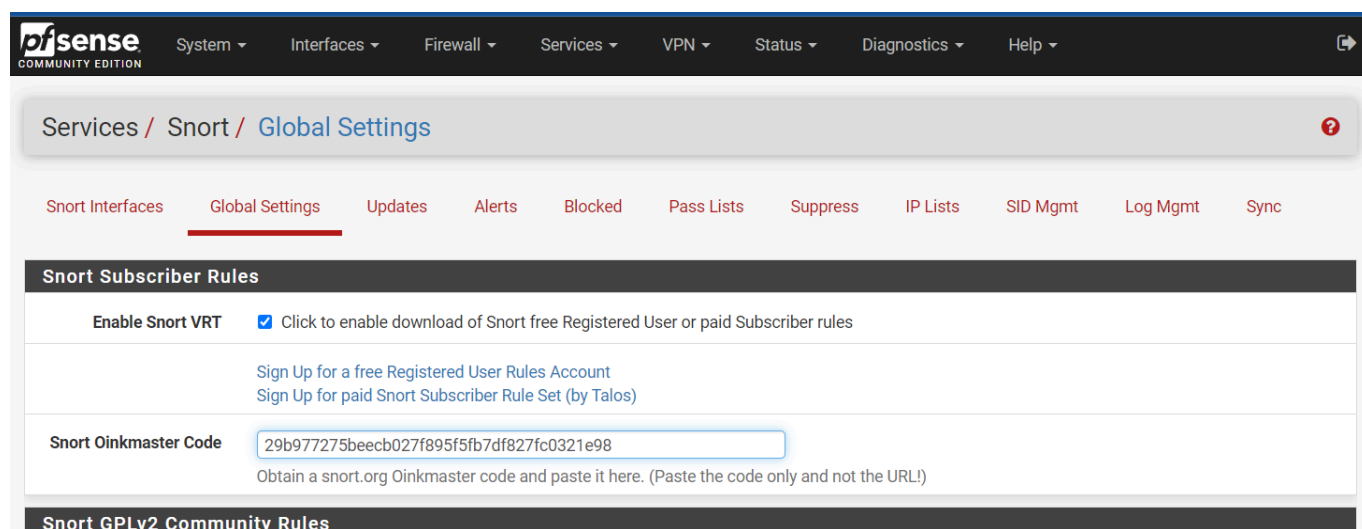 pfsense
COMMUNITY EDITION
System Interfaces Firewall Services VPN Status Diagnostics Help
Services / Snort / Global Settings
Snort Interfaces Global Settings Updates Alerts Blocked Pass Lists Suppress IP Lists SID Mgmt Log Mgmt Sync
Snort Subscriber Rules
Enable Snort VRT Click to enable download of Snort free Registered User or paid Subscriber rules
Sign Up for a free Registered User Rules Account
Sign Up for paid Snort Subscriber Rule Set (by Talos)
Snort Oinkmaster Code 29b977275beecb027f895f5fb7df827fc0321e98
Obtain a snort.org Oinkmaster code and paste it here. (Paste the code only and not the URL!)
Snort GPLv2 Community Rules